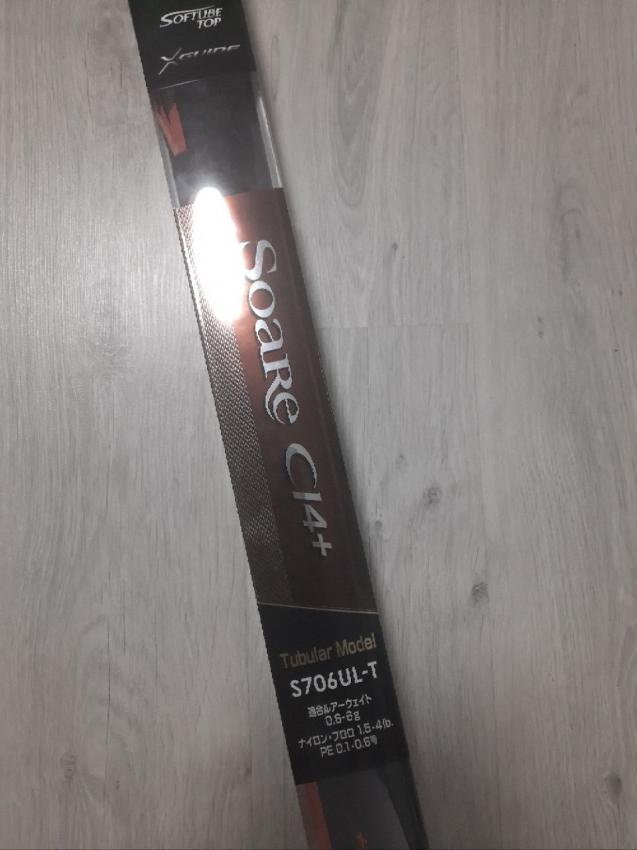 SOFTUBE
TOP
XGUIDE
SOARE CI4+
Tubular Model
S706UL-T
適合ルアーウェイト
0.6-6g
ナイロン・フロロ 1.5-4lb.
PE 0.1-0.6号